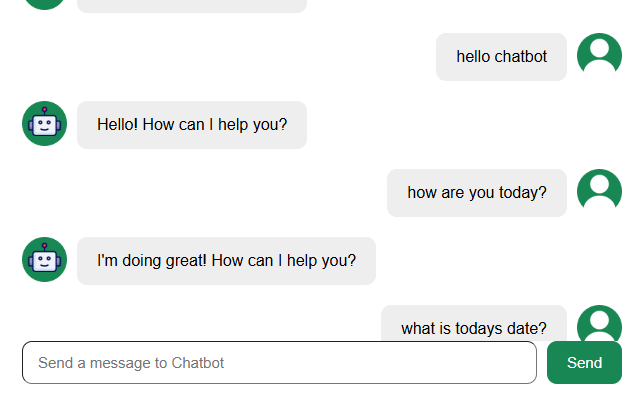 hello chatbot
Hello! How can I help you?
how are you today?
I'm doing great! How can I help you?
what is todays date?
Send a message to Chatbot
Send